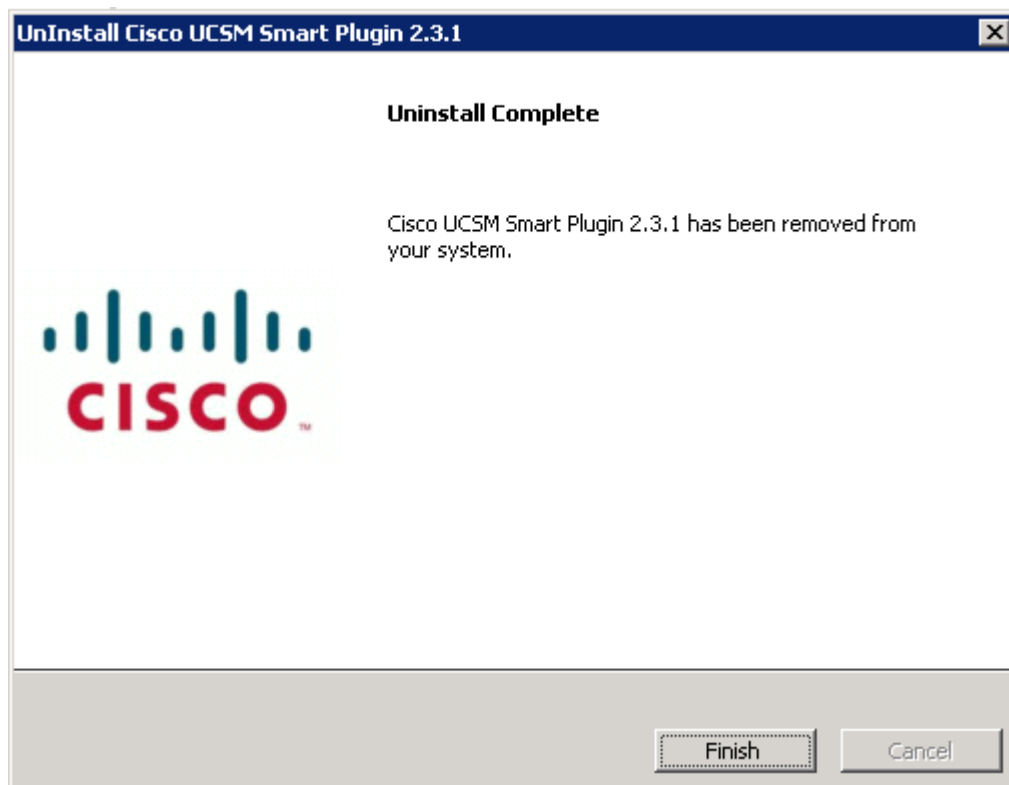 UnInstall Cisco UCSM Smart Plugin 2.3.1
Uninstall Complete
Cisco UCSM Smart Plugin 2.3.1 has been removed from
your system.
CISCO
TM
Finish
Cancel